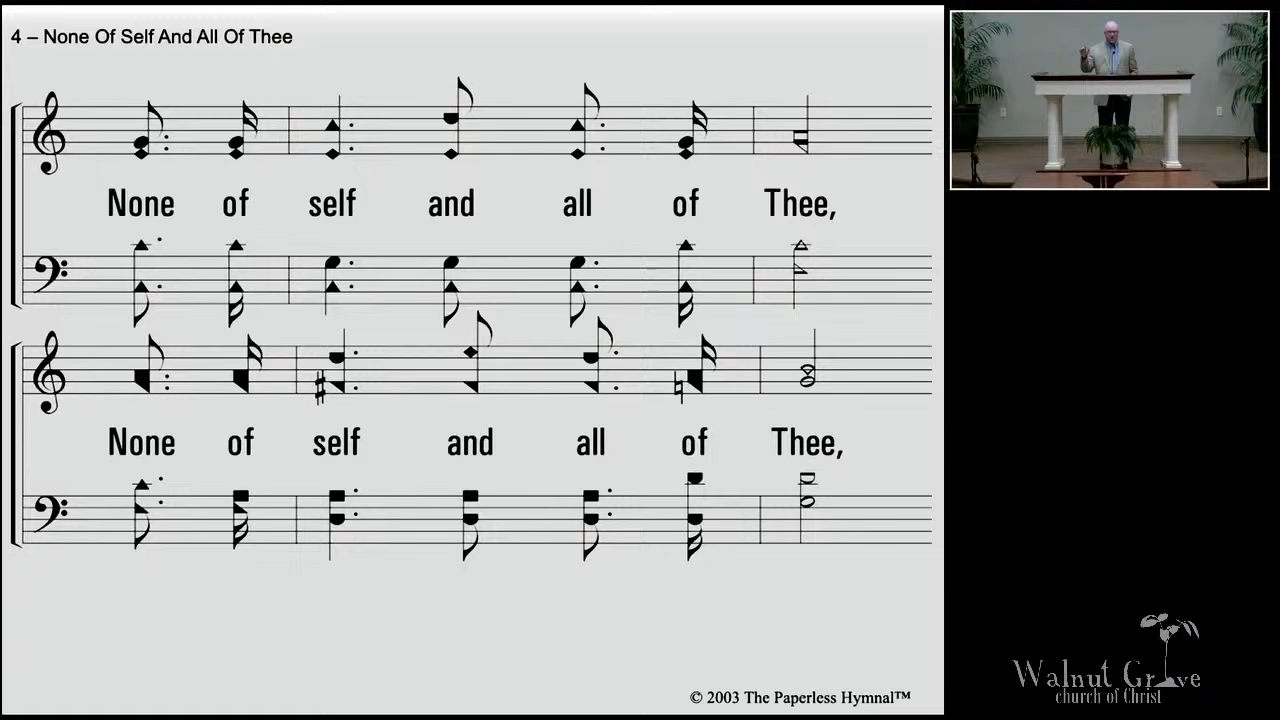 4 – None Of Self And All Of Thee
None of self and all of Thee,
None of self and all of Thee,
© 2003 The Paperless Hymnal™
Walnut Grove
church of Christ